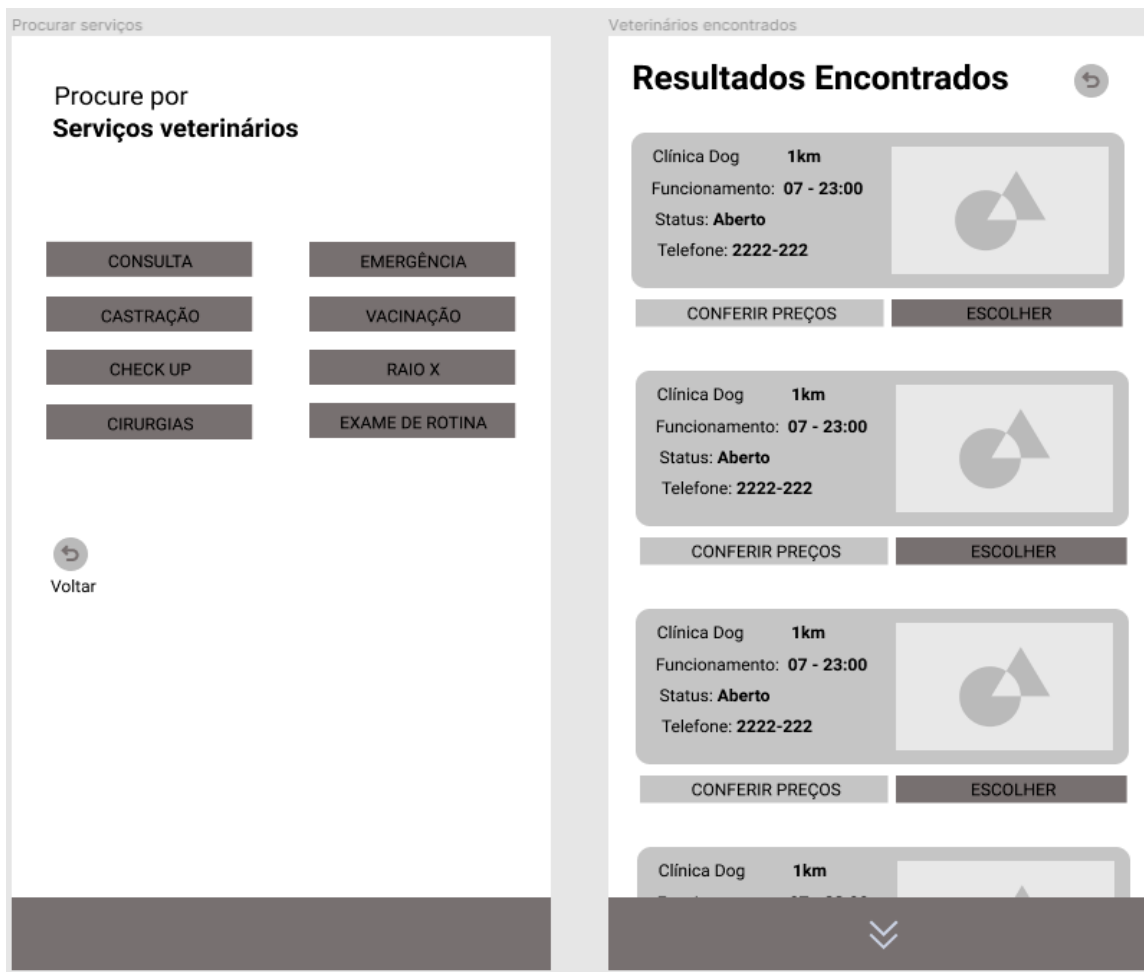 Procurar serviços
Procure por
Serviços veterinários
CONSULTA
EMERGÊNCIA
CASTRAÇÃO
VACINAÇÃO
CHECK UP
RAIO X
CIRURGIAS
EXAME DE ROTINA
Voltar
Veterinários encontrados
Resultados Encontrados
Clínica Dog 1km
Funcionamento: 07 - 23:00
Status: Aberto
Telefone: 2222-222
CONFERIR PREÇOS
ESCOLHER
Clínica Dog 1km
Funcionamento: 07 - 23:00
Status: Aberto
Telefone: 2222-222
CONFERIR PREÇOS
ESCOLHER
Clínica Dog 1km
Funcionamento: 07 - 23:00
Status: Aberto
Telefone: 2222-222
CONFERIR PREÇOS
ESCOLHER
Clínica Dog 1km